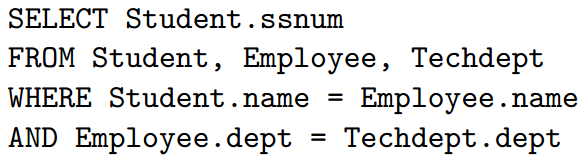 SELECT Student.ssnum
FROM Student, Employee, Techdept
WHERE Student.name = Employee.name
AND Employee.dept = Techdept.dept